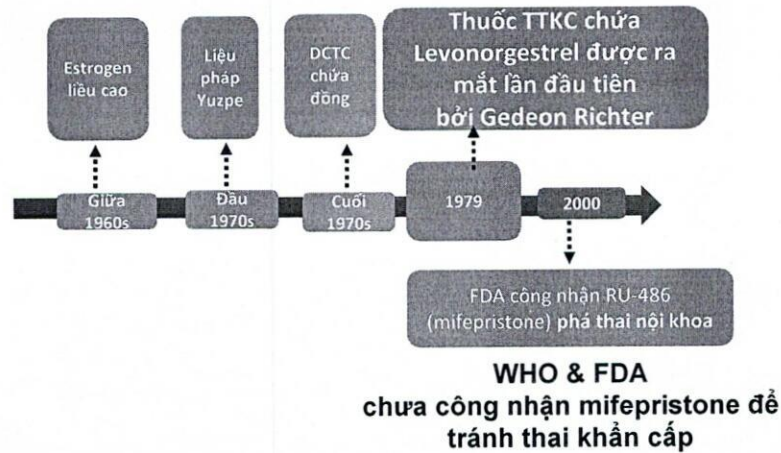 Estrogen
liều cao
Liệu
pháp
Yuzpe
DCTC
chứa
đồng
Thuốc TTKC chứa
Levonorgestrel được ra
mắt lần đầu tiên
bởi Gedeon Richter
Giữa
1960s
Đầu
1970s
Cuối
1970s
1979
2000
FDA công nhận RU-486
(mifepristone) phá thai nội khoa
WHO & FDA
chưa công nhận mifepristone để
tránh thai khẩn cấp